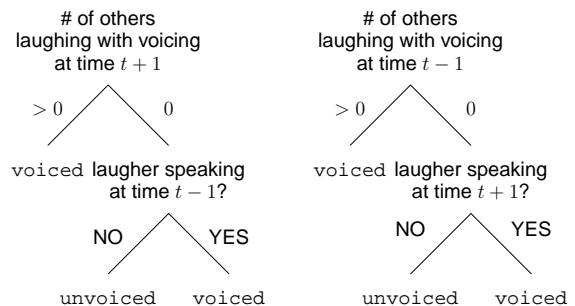 # of others
laughing with voicing
at time t + 1
> 0
0
voiced
laugher speaking
at time t − 1?
NO
YES
unvoiced
voiced
# of others
laughing with voicing
at time t − 1
> 0
0
voiced
laugher speaking
at time t + 1?
NO
YES
unvoiced
voiced